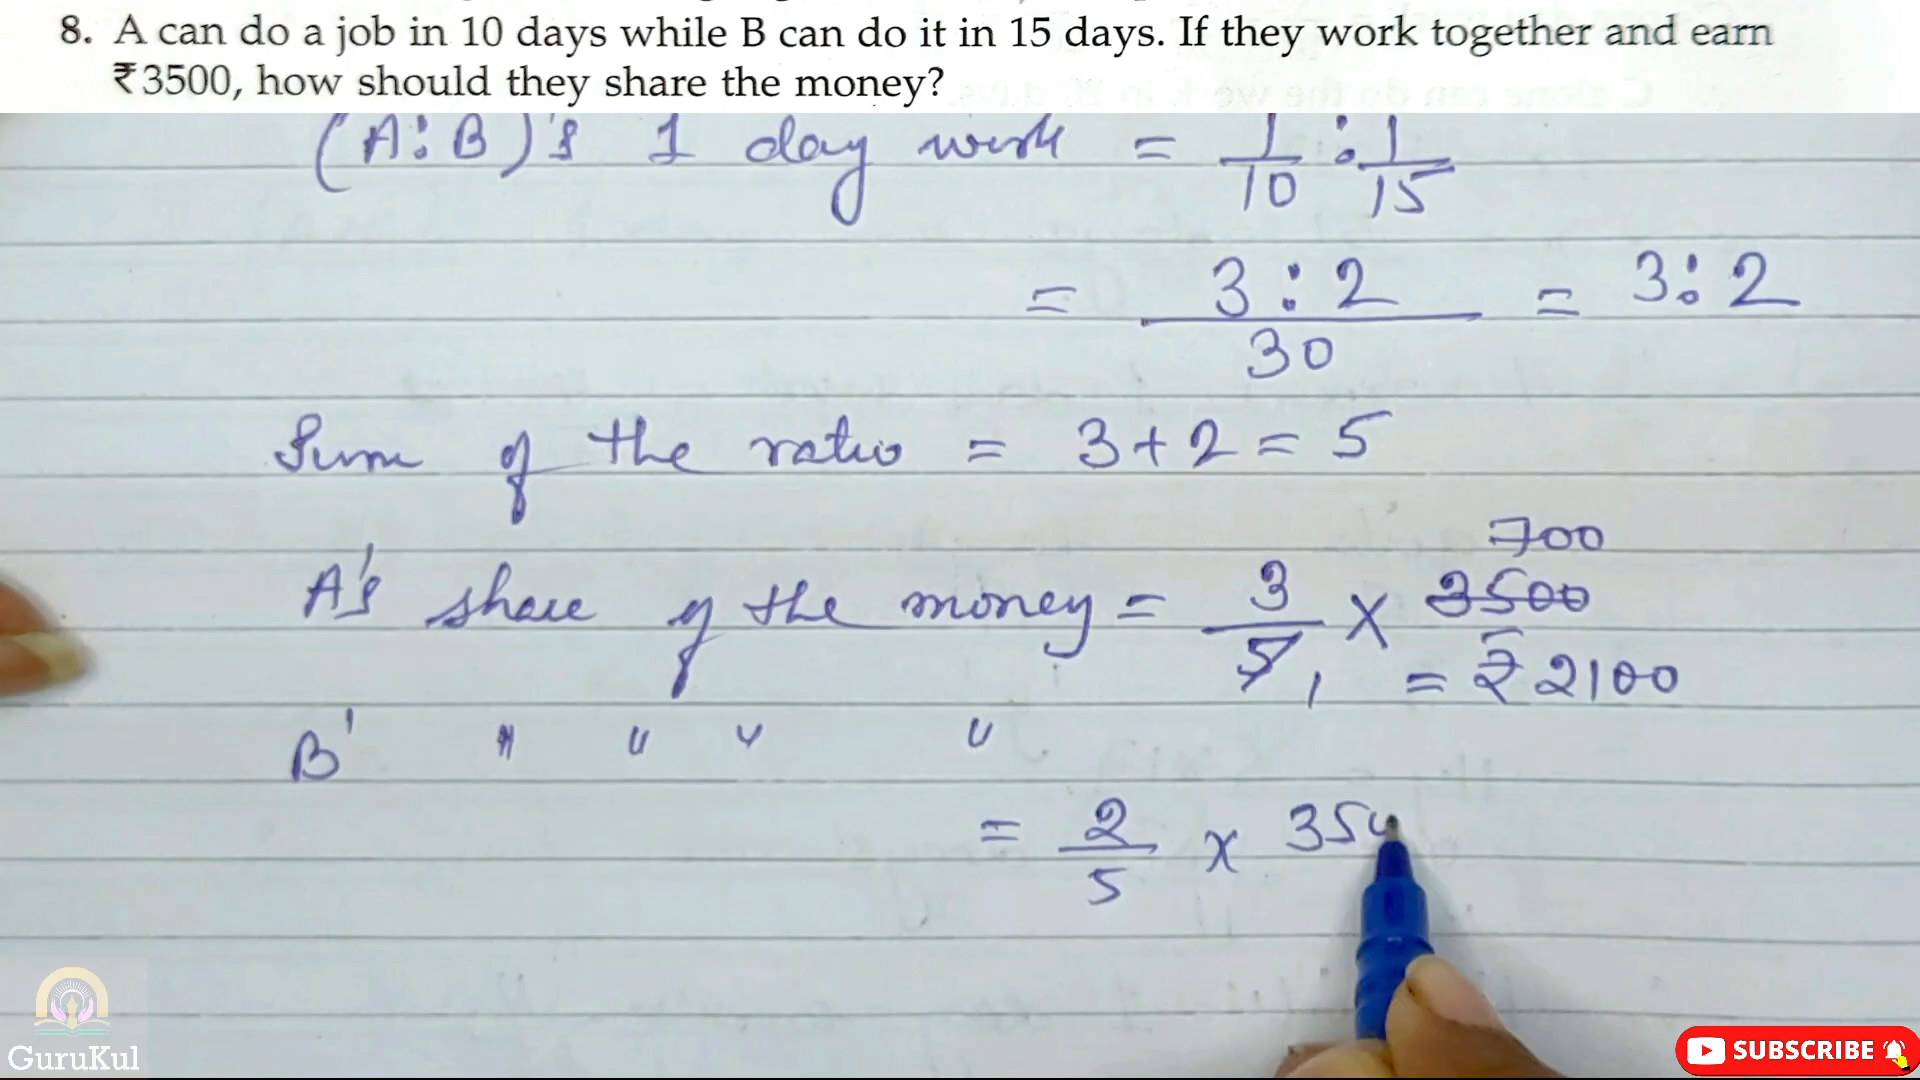 8. A can do a job in 10 days while B can do it in 15 days. If they work together and earn
₹3500, how should they share the money?
(A:B)'s 1 day work = 1/10 : 1/15
= 3:2/30 = 3:2
Sum of the ratio = 3+2=5
700
A's share of the money = 3/5 × 3500
1 = ₹2100
B' " " " "
= 2/5 × 350
GuruKul
SUBSCRIBE